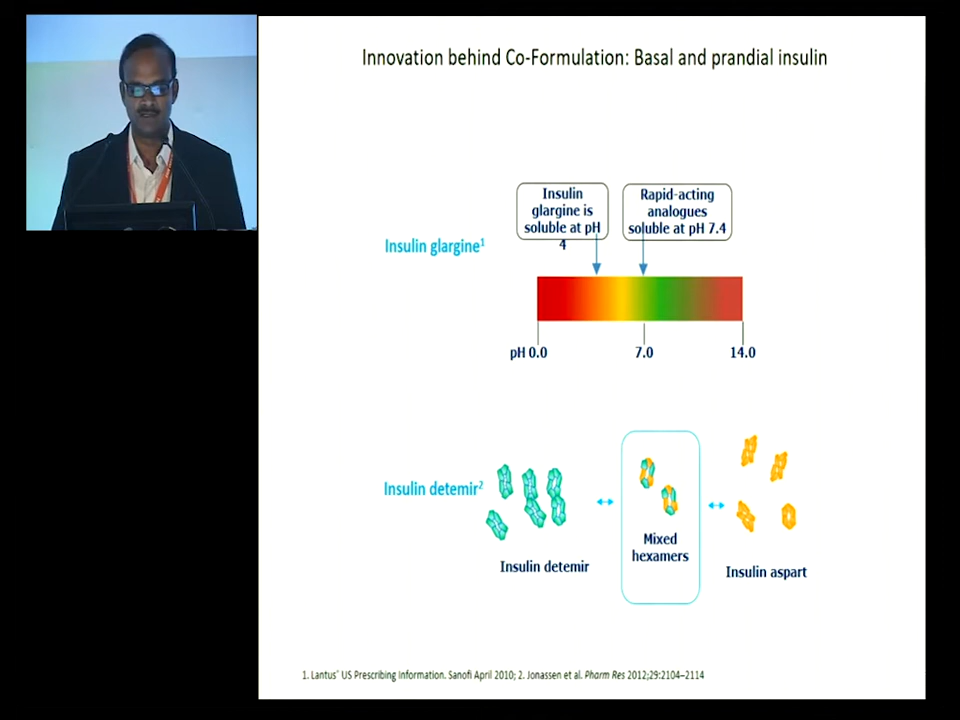 Innovation behind Co-Formulation: Basal and prandial insulin
Insulin
glargine is
soluble at pH
4
Rapid-acting
analogues
soluble at pH 7.4
Insulin glargine1
pH 0.0
7.0
14.0
Insulin detemir2
Mixed
hexamers
Insulin detemir
Insulin aspart
1. Lantus® US Prescribing Information. Sanofi April 2010; 2. Jonassen et al. Pharm Res 2012;29:2104–2114